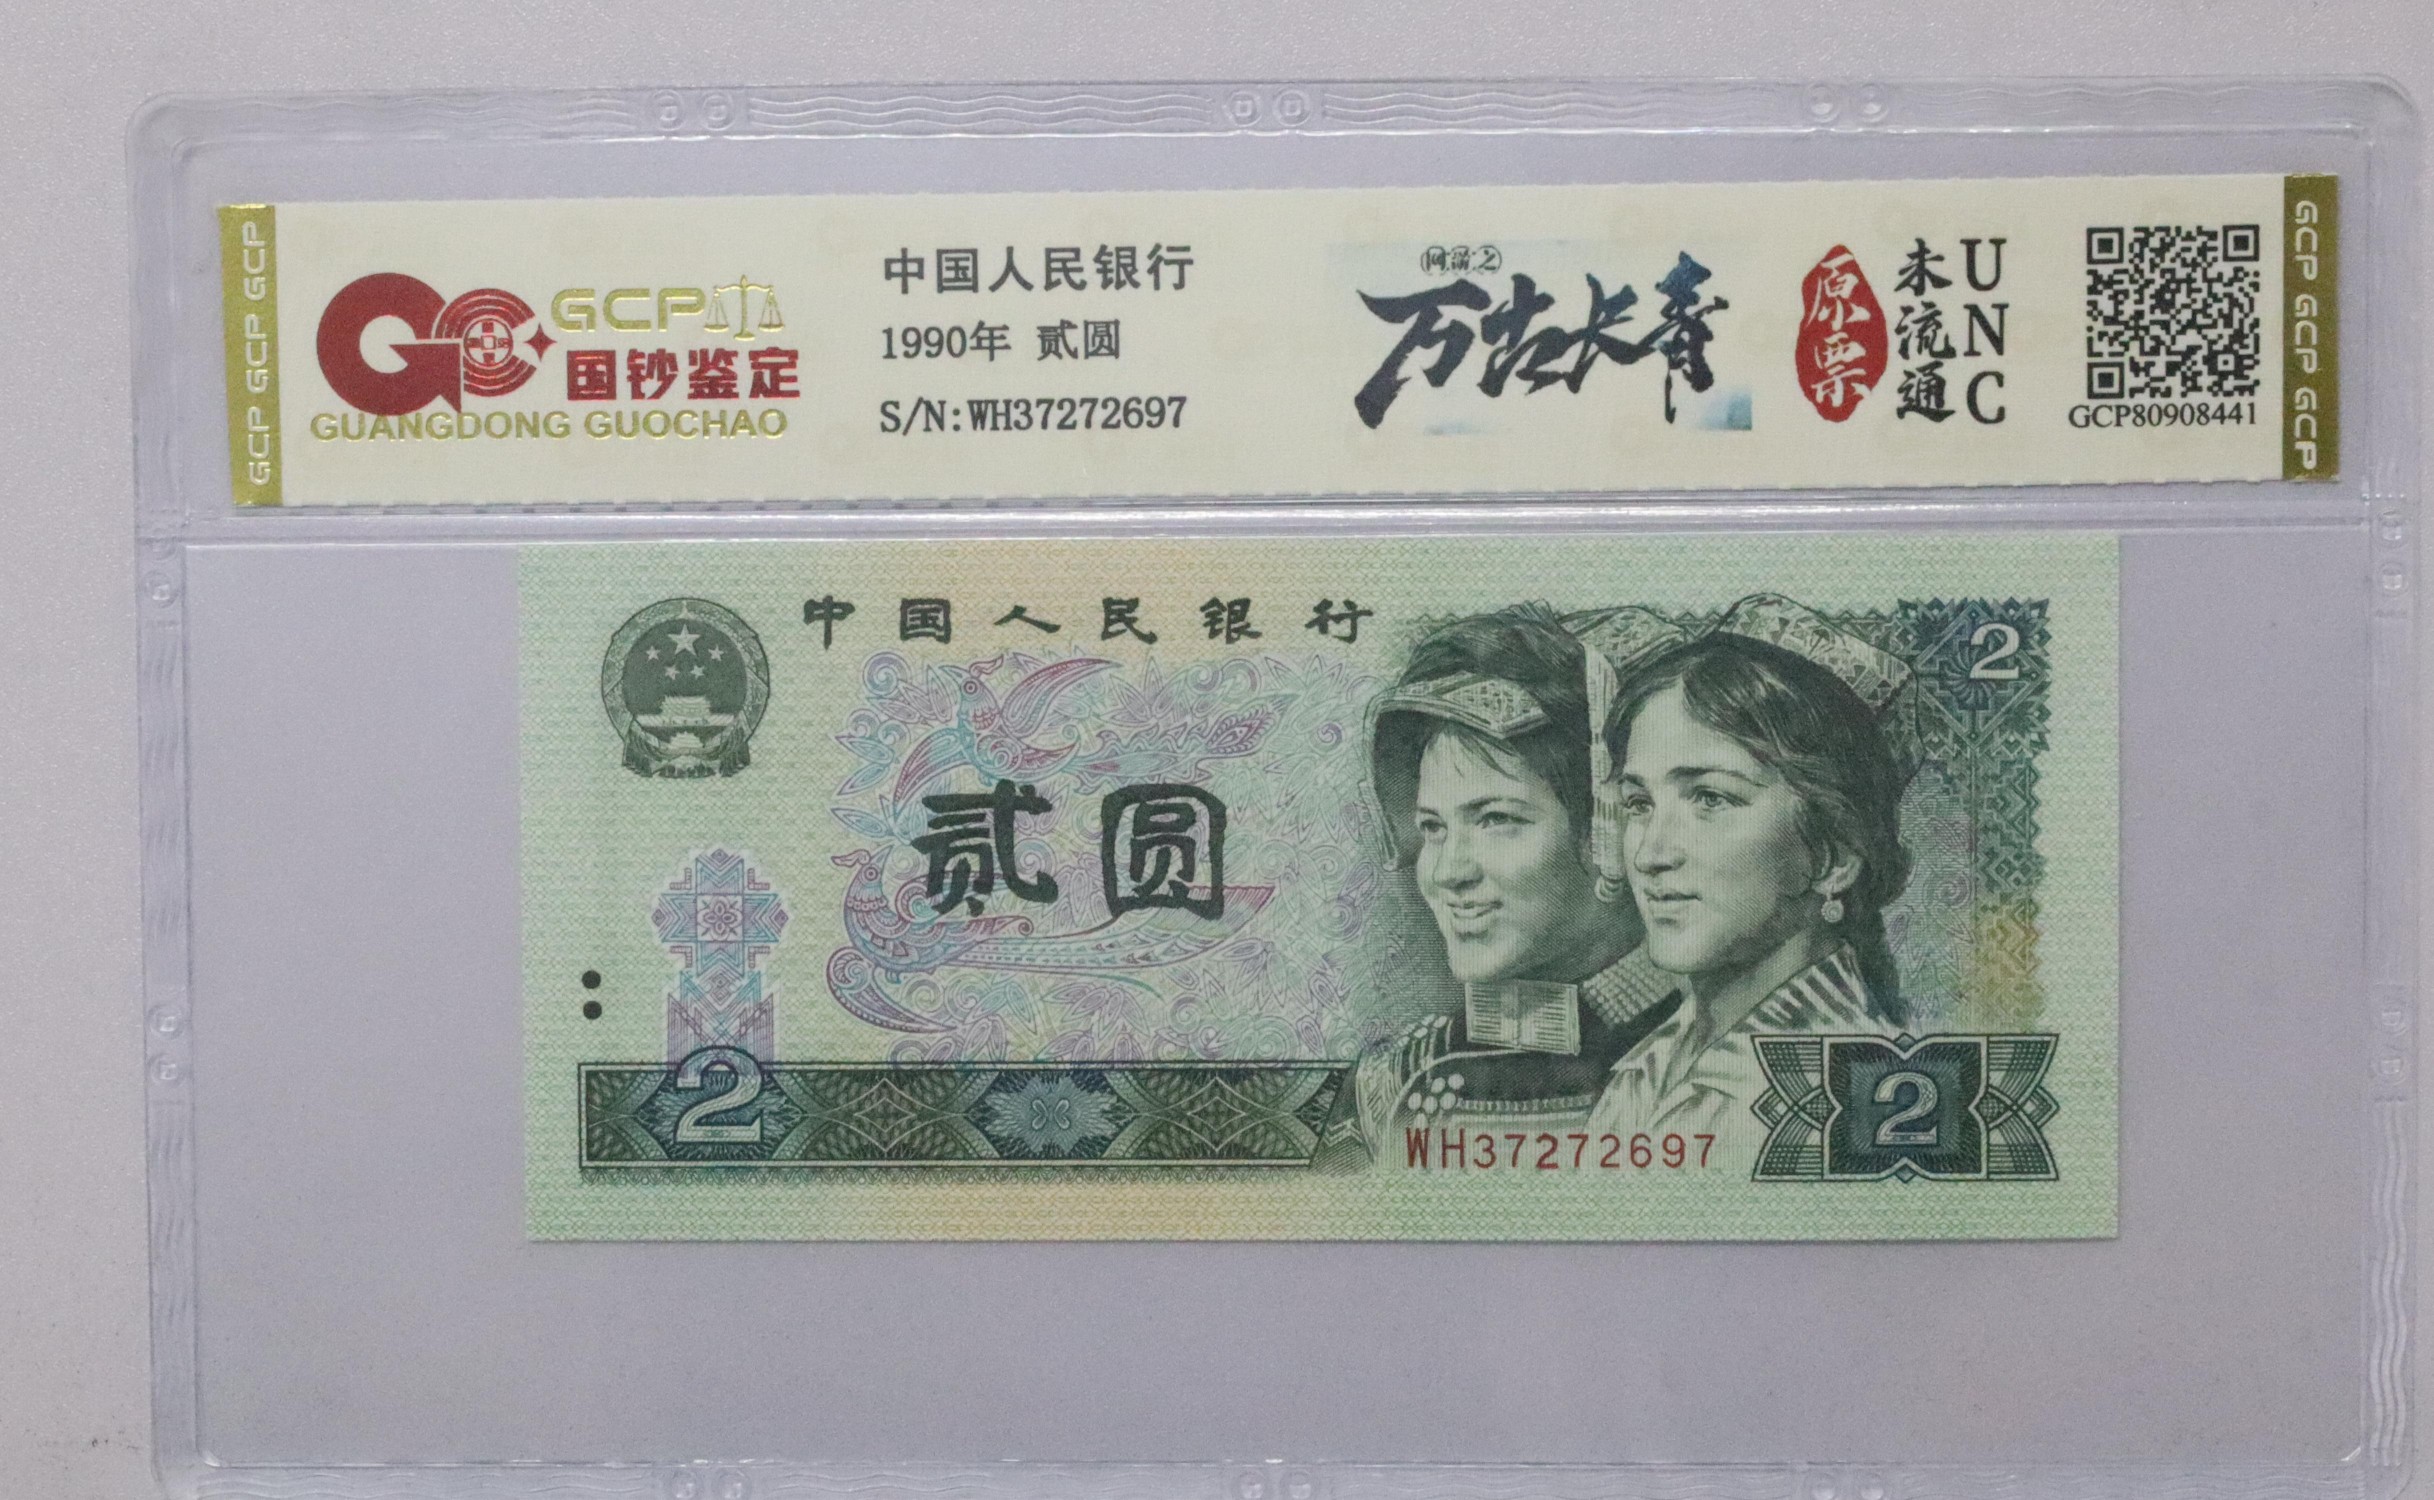 GCP GCP GCP
GCP
国钞鉴定
GUANGDONG GUOCHAO
中国人民银行
1990年 贰圆
S/N:WH37272697
万古长青
原票
未流通
UNC
GCP80908441
GCP GCP GCP
中国人民银行
2
贰圆
2
WH37272697
2